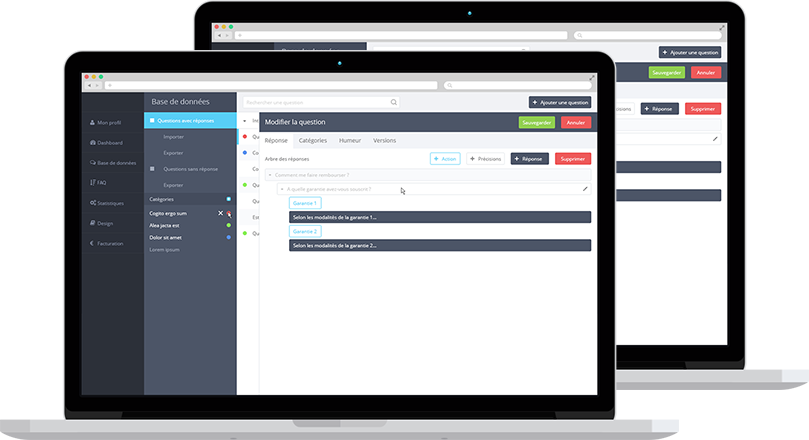 Ajouter une question
Sauvegarder
Annuler
Réponse
Supprimer
Base de données
Rechercher une question
Ajouter une question
Mon profil
Dashboard
Base de données
FAQ
Statistiques
Design
Facturation
Questions avec réponses
Importer
Exporter
Questions sans réponse
Exporter
Catégories
Cogito ergo sum
Alea jacta est
Dolor sit amet
Lorem ipsum
Modifier la question
Sauvegarder
Annuler
Réponse Catégories Humeur Versions
Arbre des réponses
+ Action + Précisions + Réponse Supprimer
Comment me faire rembourser ?
A quelle garantie avez-vous souscrit ?
Garantie 1
Selon les modalités de la garantie 1...
Garantie 2
Selon les modalités de la garantie 2...